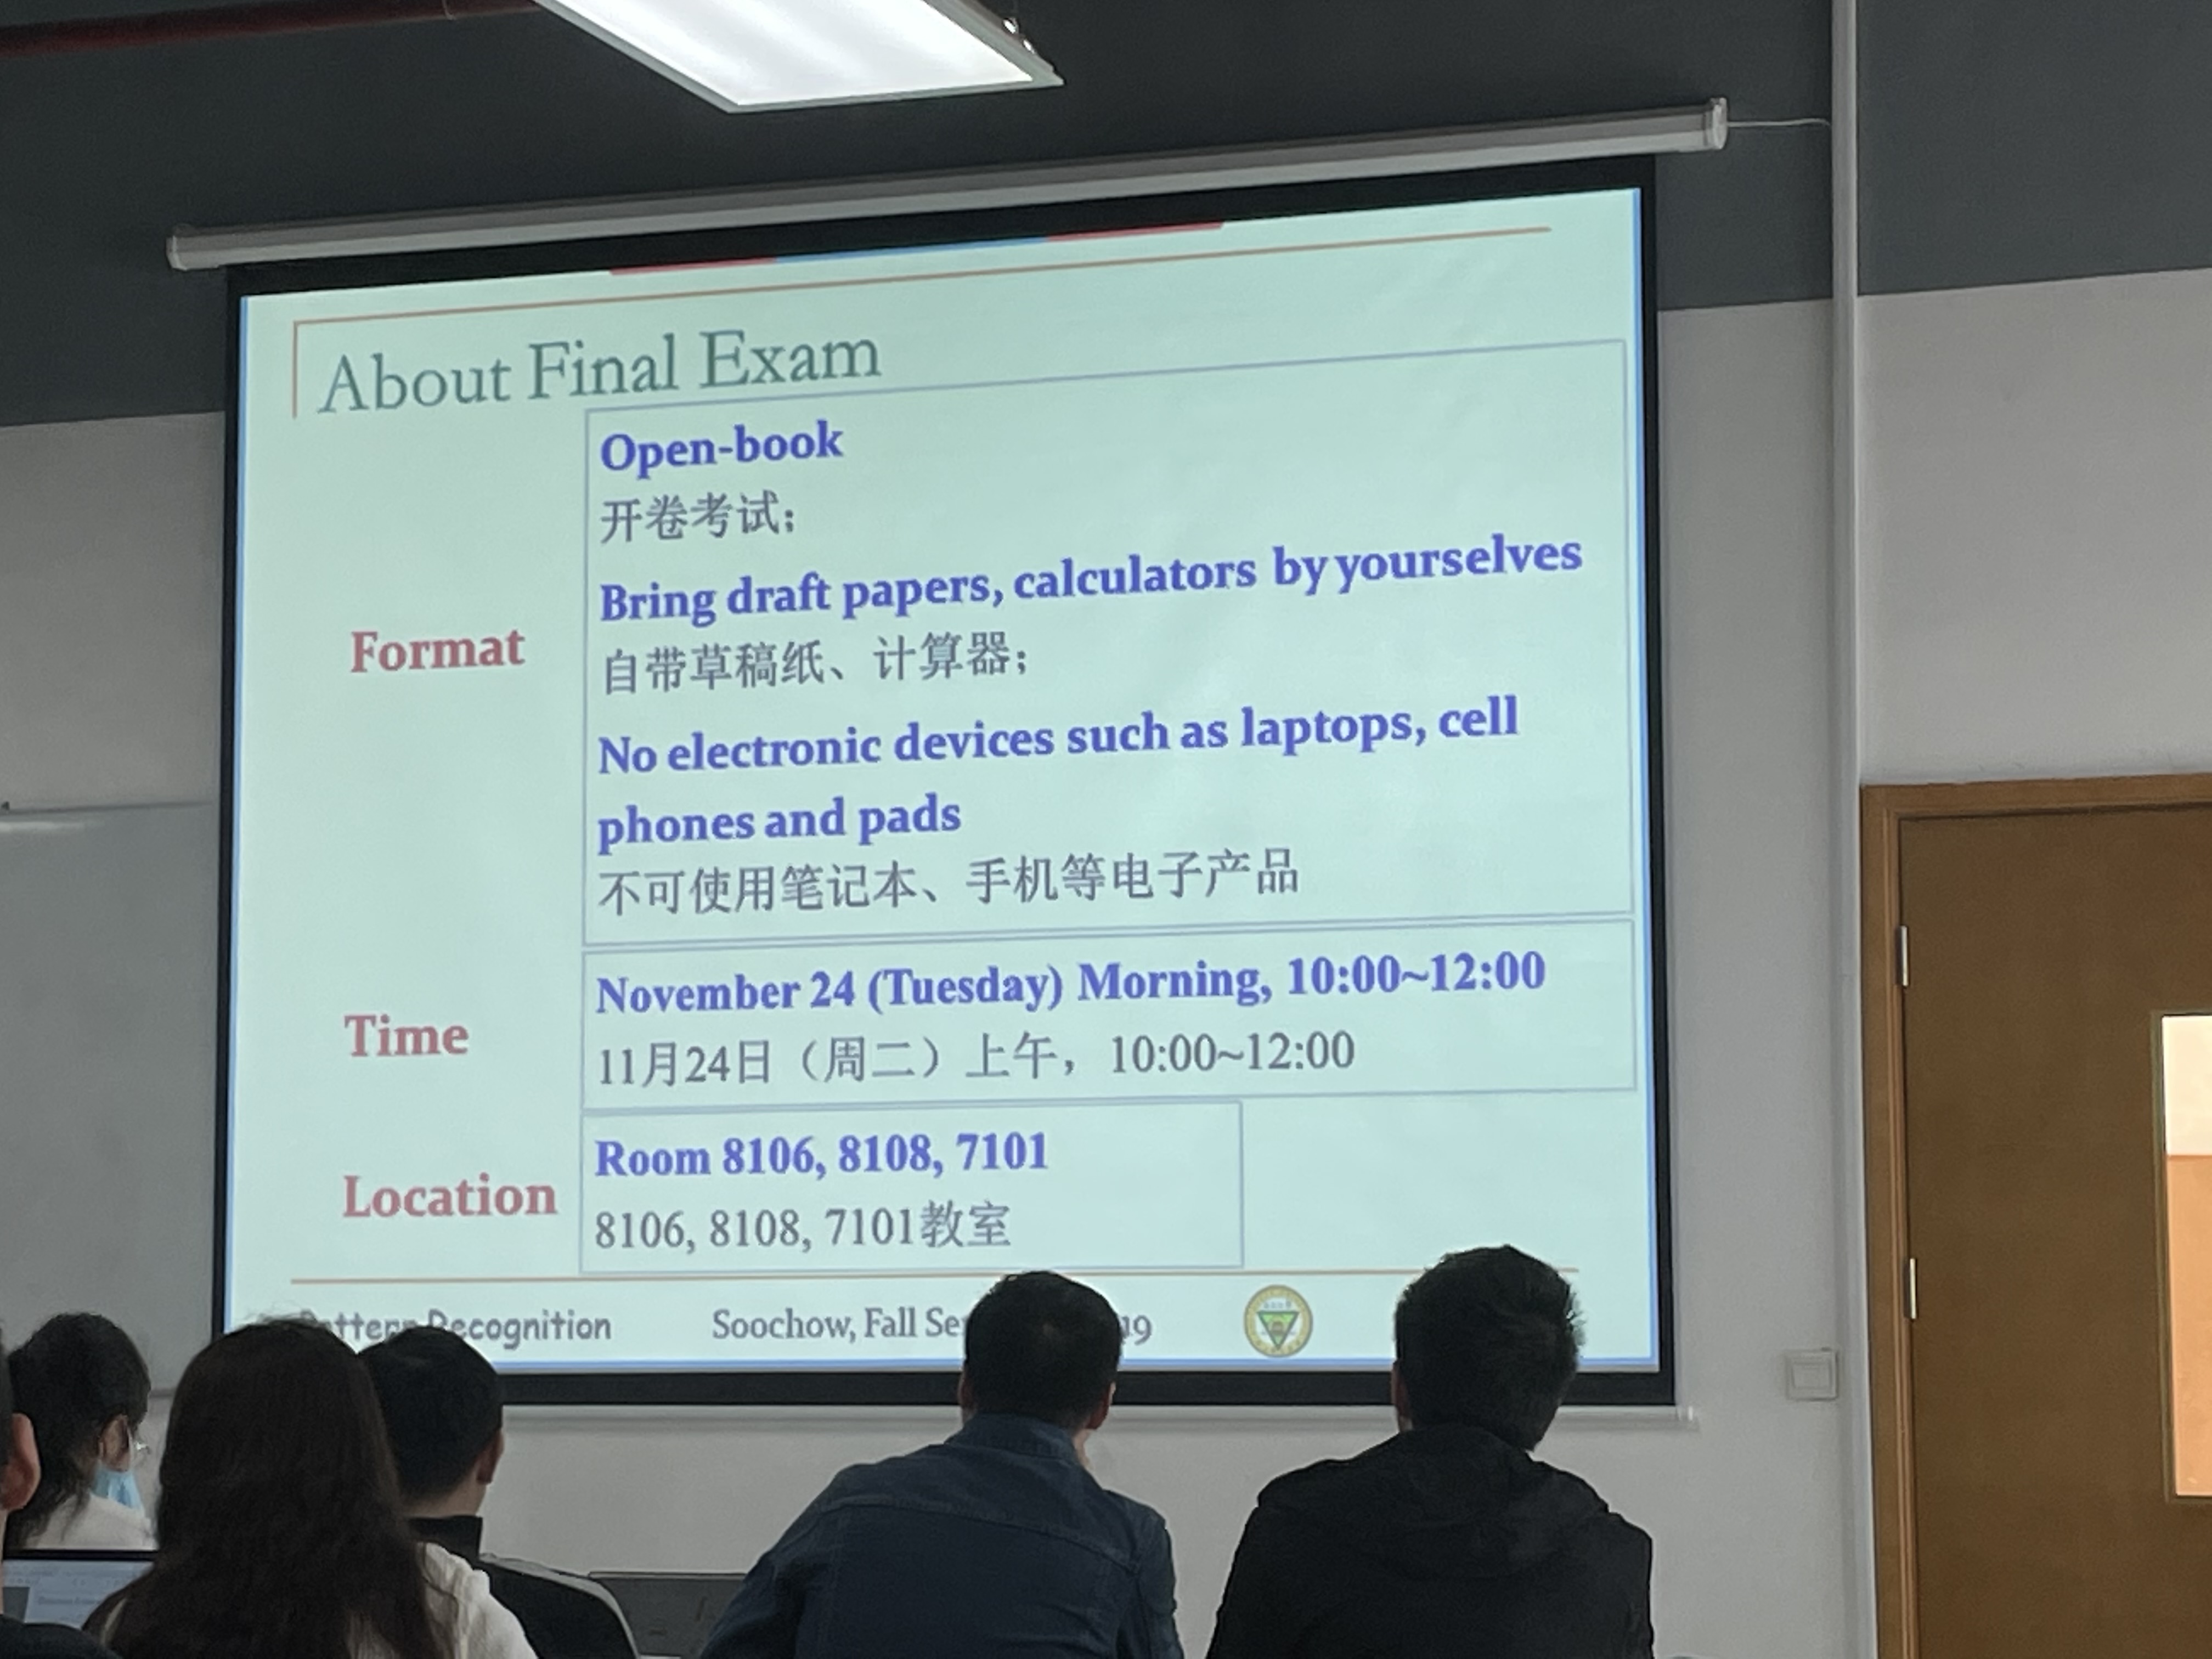 About Final Exam
Format
Open-book
开卷考试；
Bring draft papers, calculators by yourselves
自带草稿纸、计算器；
No electronic devices such as laptops, cell
phones and pads
不可使用笔记本、手机等电子产品
Time
November 24 (Tuesday) Morning, 10:00~12:00
11月24日（周二）上午，10:00~12:00
Location
Room 8106, 8108, 7101
8106, 8108, 7101教室
Recognition
Soochow, Fall